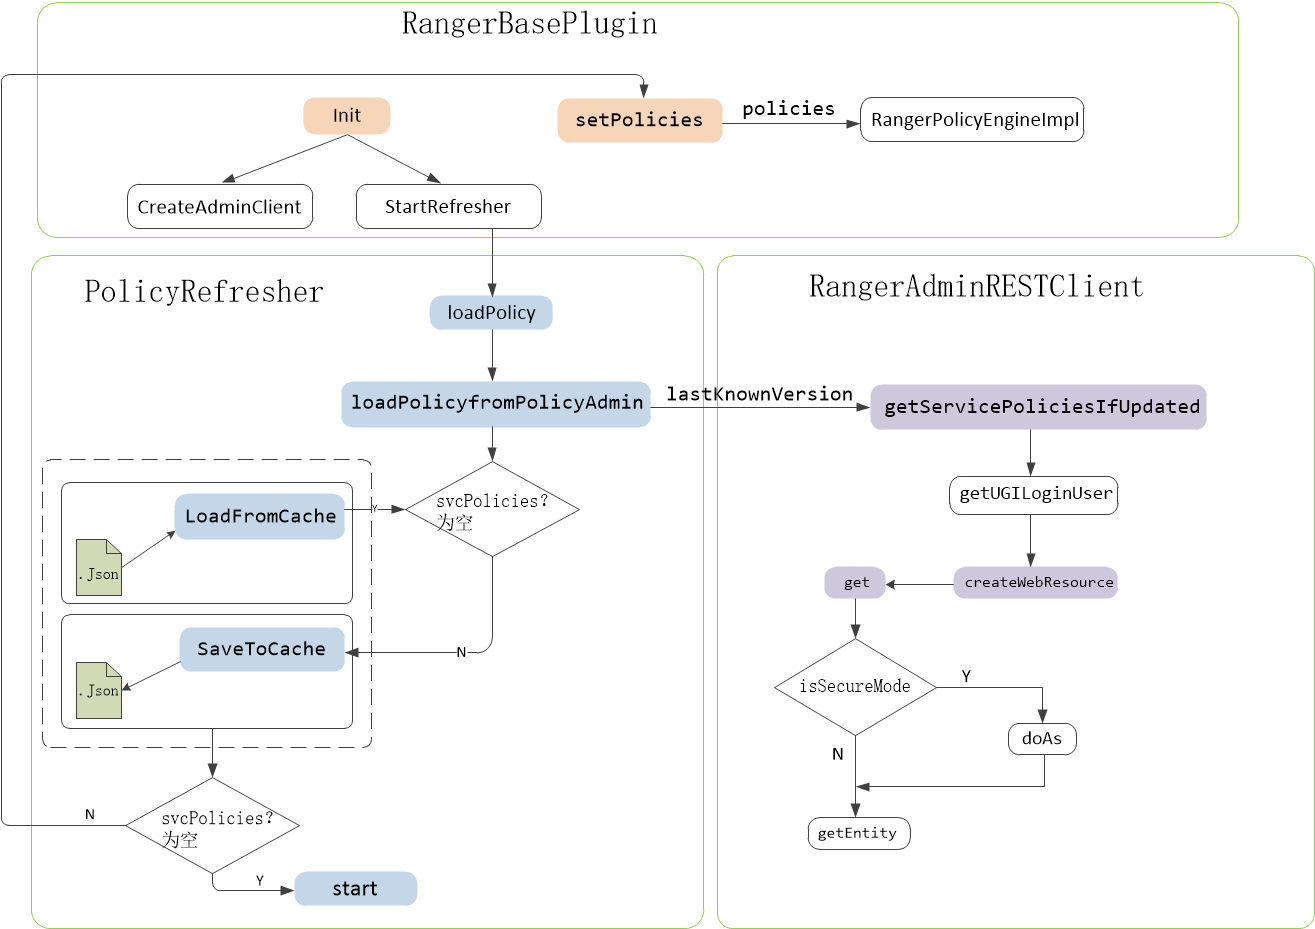 RangerBasePlugin
Init
setPolicies
policies
RangerPolicyEngineImpl
CreateAdminClient
StartRefresher
PolicyRefresher
loadPolicy
loadPolicyfromPolicyAdmin
lastKnownVersion
svcPolicies?
为空
LoadFromCache
Y
.Json
SaveToCache
N
.Json
svcPolicies?
为空
N
Y
start
RangerAdminRESTClient
getServicePoliciesIfUpdated
getUGILoginUser
createWebResource
get
isSecureMode
Y
doAs
N
getEntity